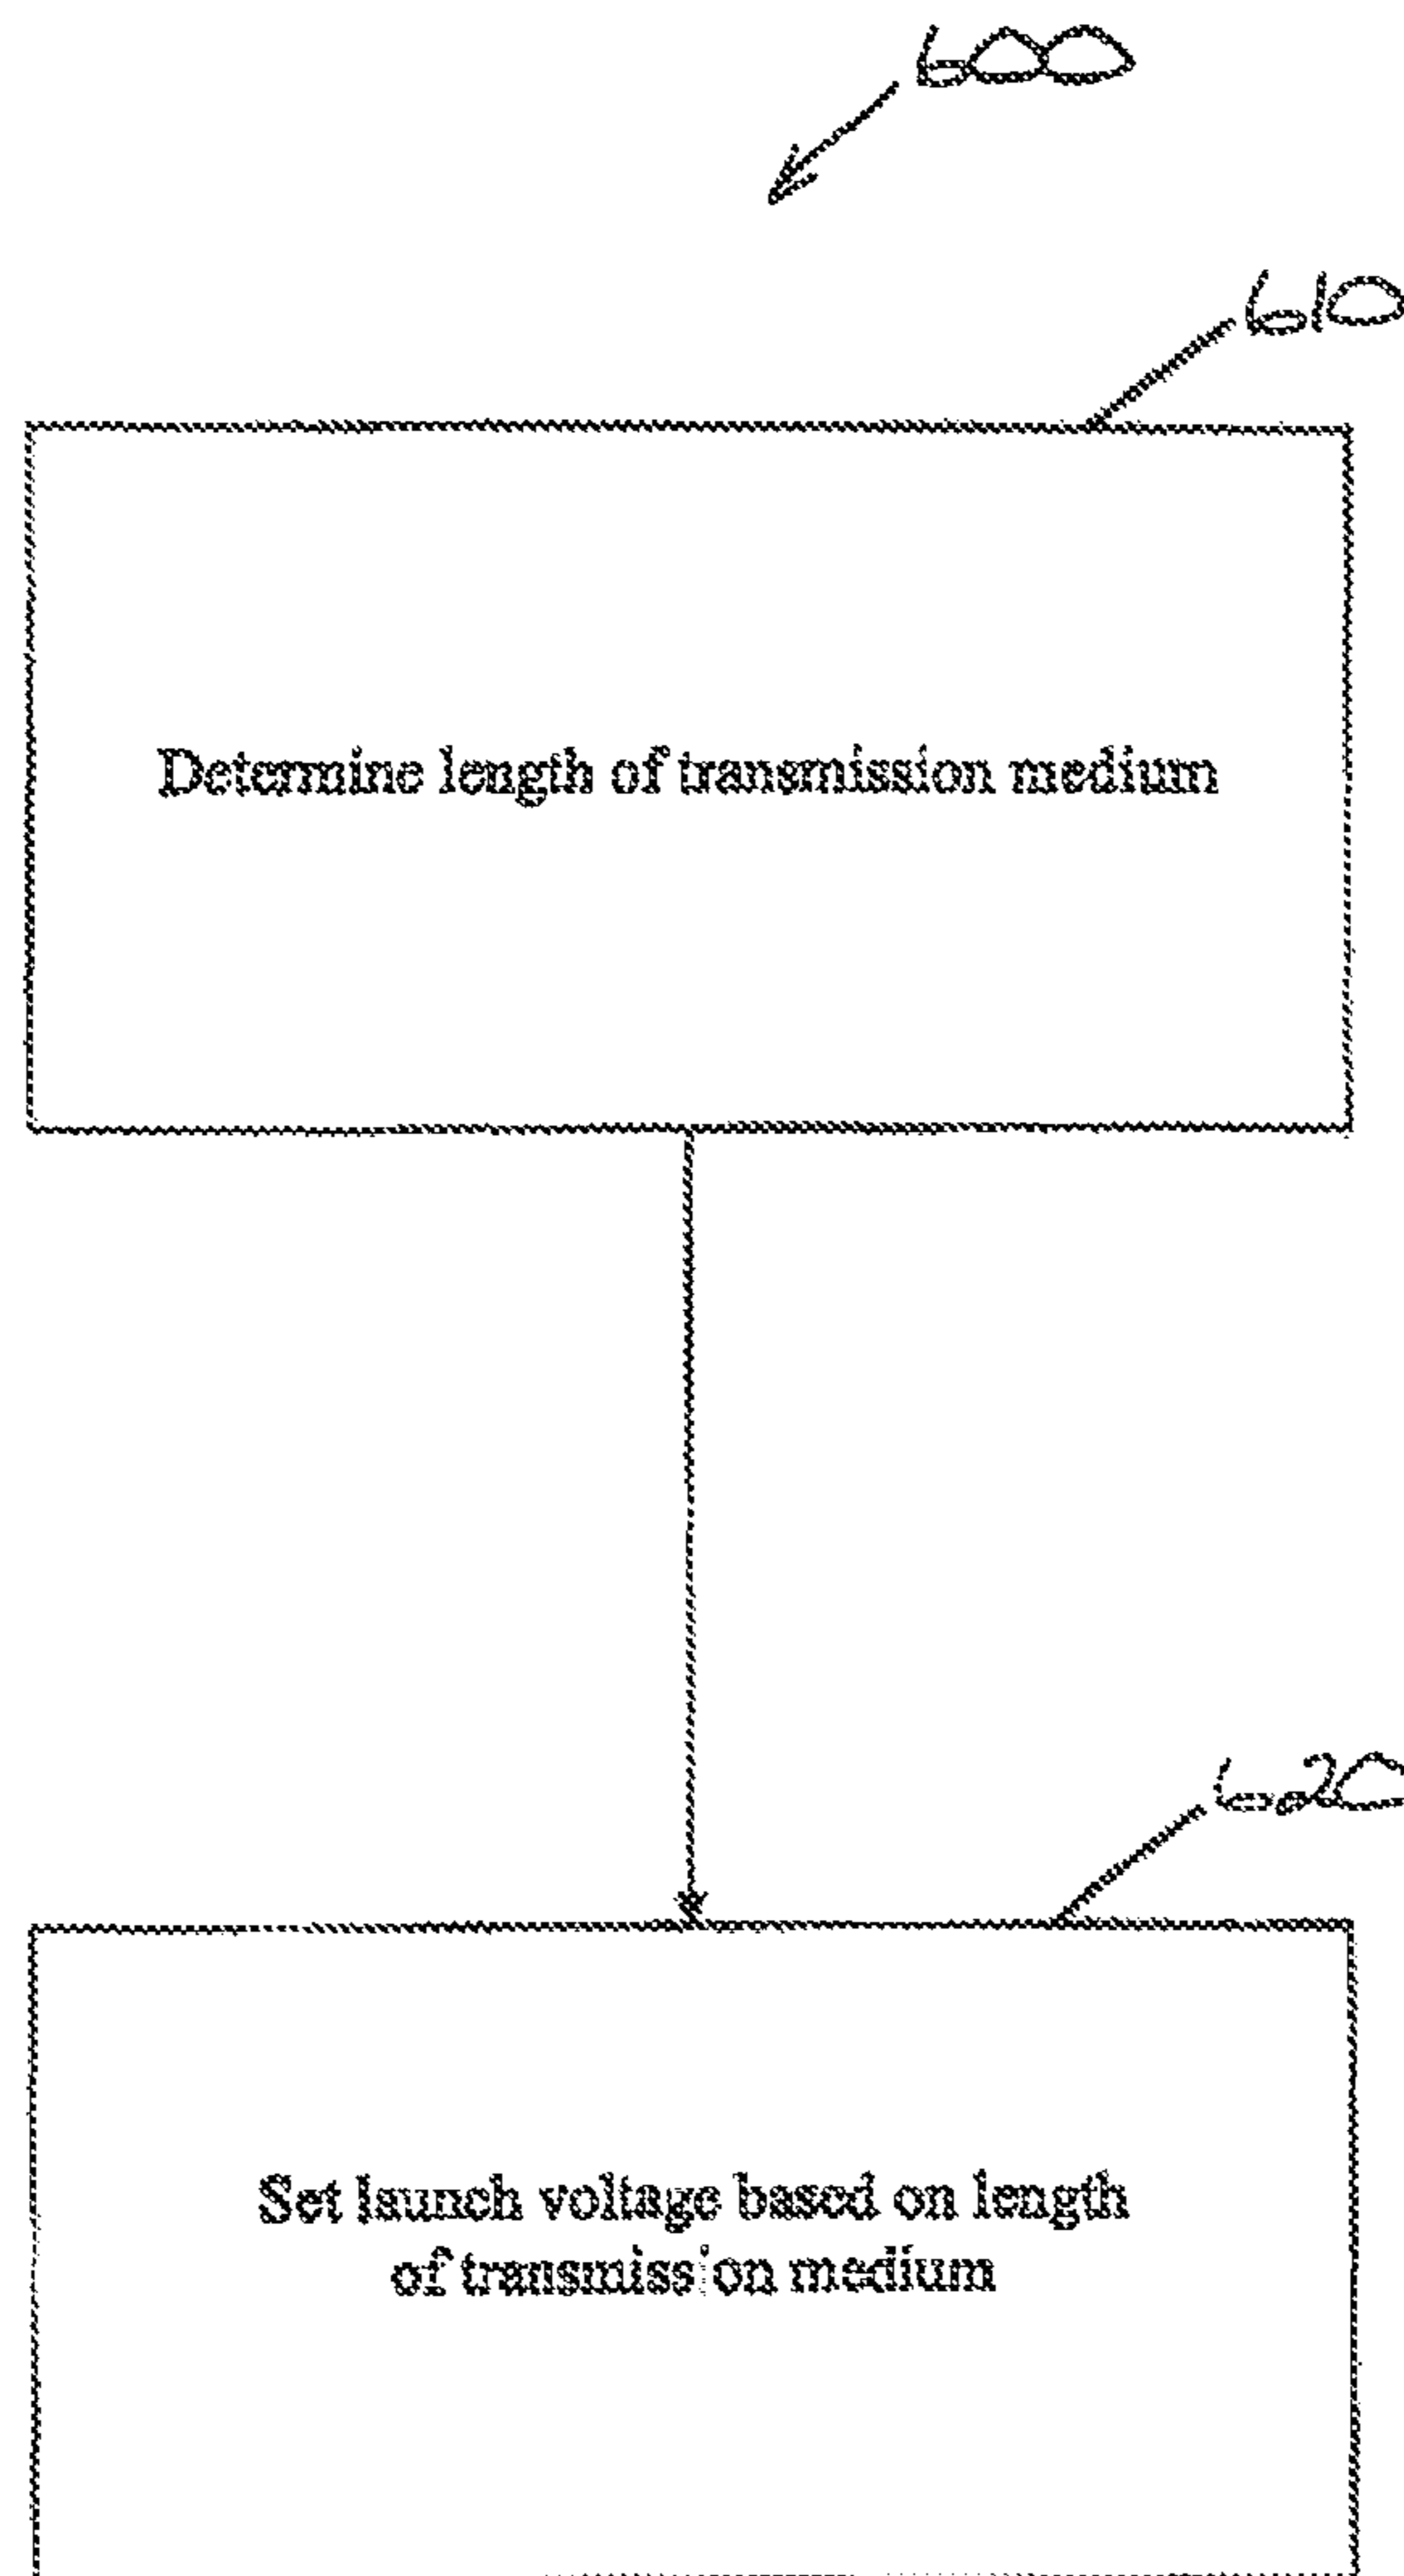 600
610
Determine length of transmission medium
620
Set launch voltage based on length
of transmission medium